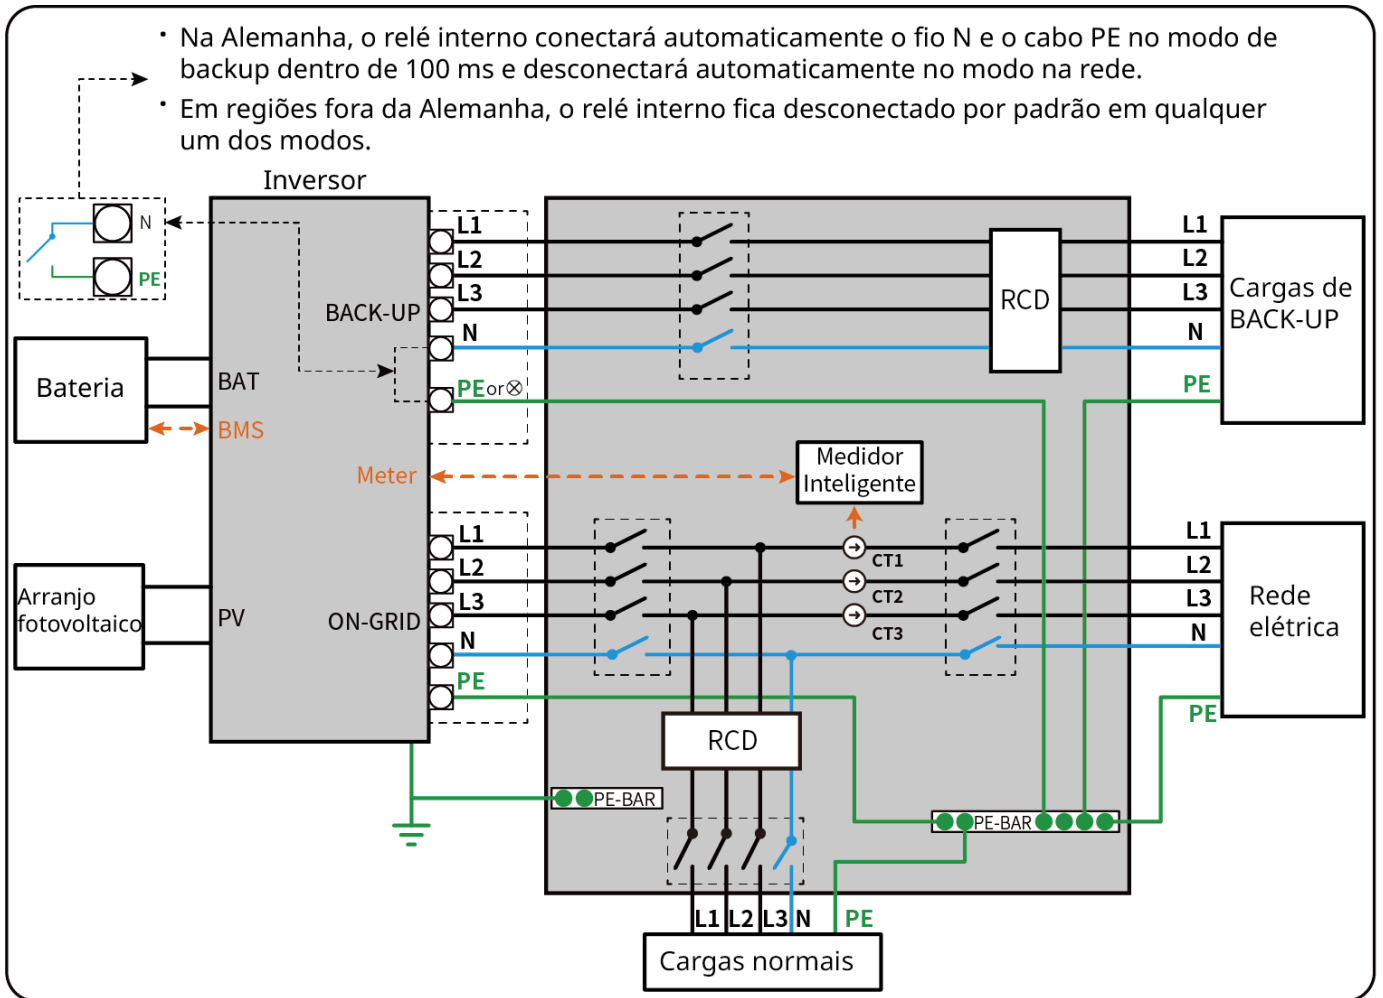 · Na Alemanha, o relé interno conectará automaticamente o fio N e o cabo PE no modo de
backup dentro de 100 ms e desconectará automaticamente no modo na rede.
· Em regiões fora da Alemanha, o relé interno fica desconectado por padrão em qualquer
um dos modos.
Inversor
N
PE
BACK-UP
L1
L2
L3
N
PE or ⊗
RCD
L1
L2
L3
N
PE
Cargas de
BACK-UP
Bateria
BAT
BMS
Meter
Medidor
Inteligente
Arranjo
fotovoltaico
PV
ON-GRID
L1
L2
L3
N
PE
CT1
CT2
CT3
L1
L2
L3
N
PE
Rede
elétrica
RCD
PE-BAR
PE-BAR
L1 L2 L3 N PE
Cargas normais